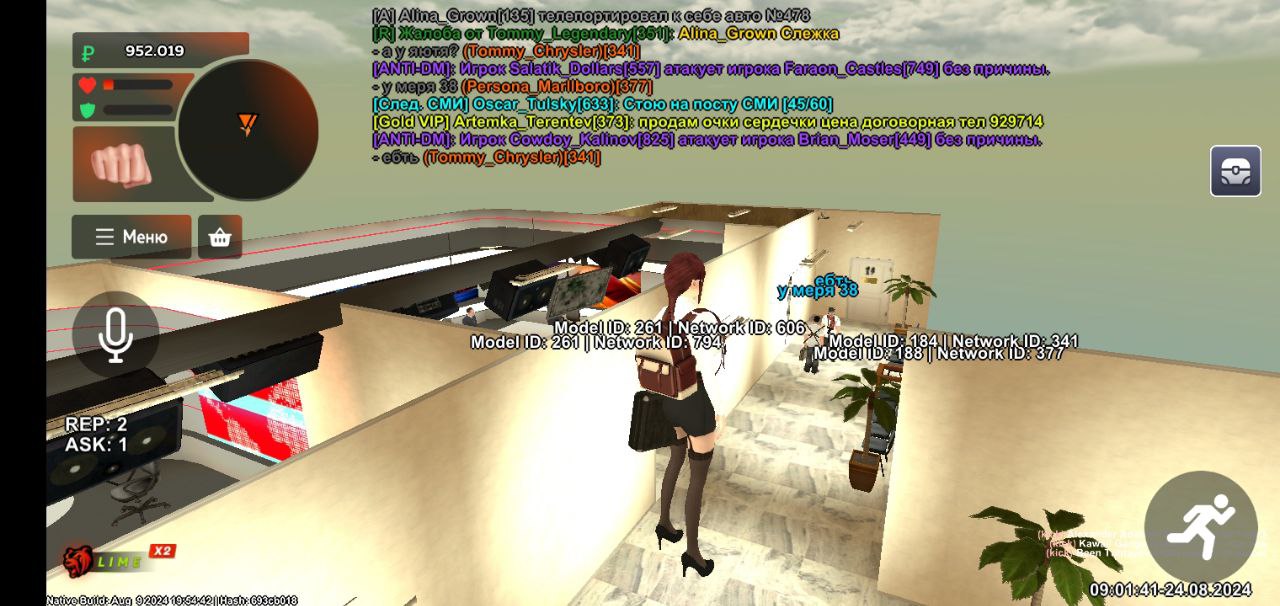 [A] Alina_Grown[135] телепортировал к себе авто №478
[R] Жалоба от Tommy_Legendary[351]: Alina_Grown Слежка
- а у яютя? (Tommy_Chrysler)[341]
[ANTI-DM]: Игрок Salatik_Dollars[557] атакует игрока Faraon_Castles[749] без причины.
- у меря 38 (Persona_Marllboro)[377]
[След. СМИ] Oscar_Tulsky[633]: Стою на посту СМИ [45/60]
[Gold VIP] Artemka_Terentev[373]: продам очки сердечки цена договорная тел 929714
[ANTI-DM]: Игрок Cowdoy_Kalinov[825] атакует игрока Brian_Moser[449] без причины.
- ебть (Tommy_Chrysler)[341]
₽ 952.019
Меню
ебть
у меря 38
Model ID: 261 | Network ID: 606
Model ID: 261 | Network ID: 794
Model ID: 184 | Network ID: 341
Model ID: 188 | Network ID: 377
REP: 2
ASK: 1
LIME X2
(kick)
(kick) Kawa
(kick)
09:01:41-24.08.2024
Native Build: Aug 9 2024 19:54:42 | Hash: 693cb018